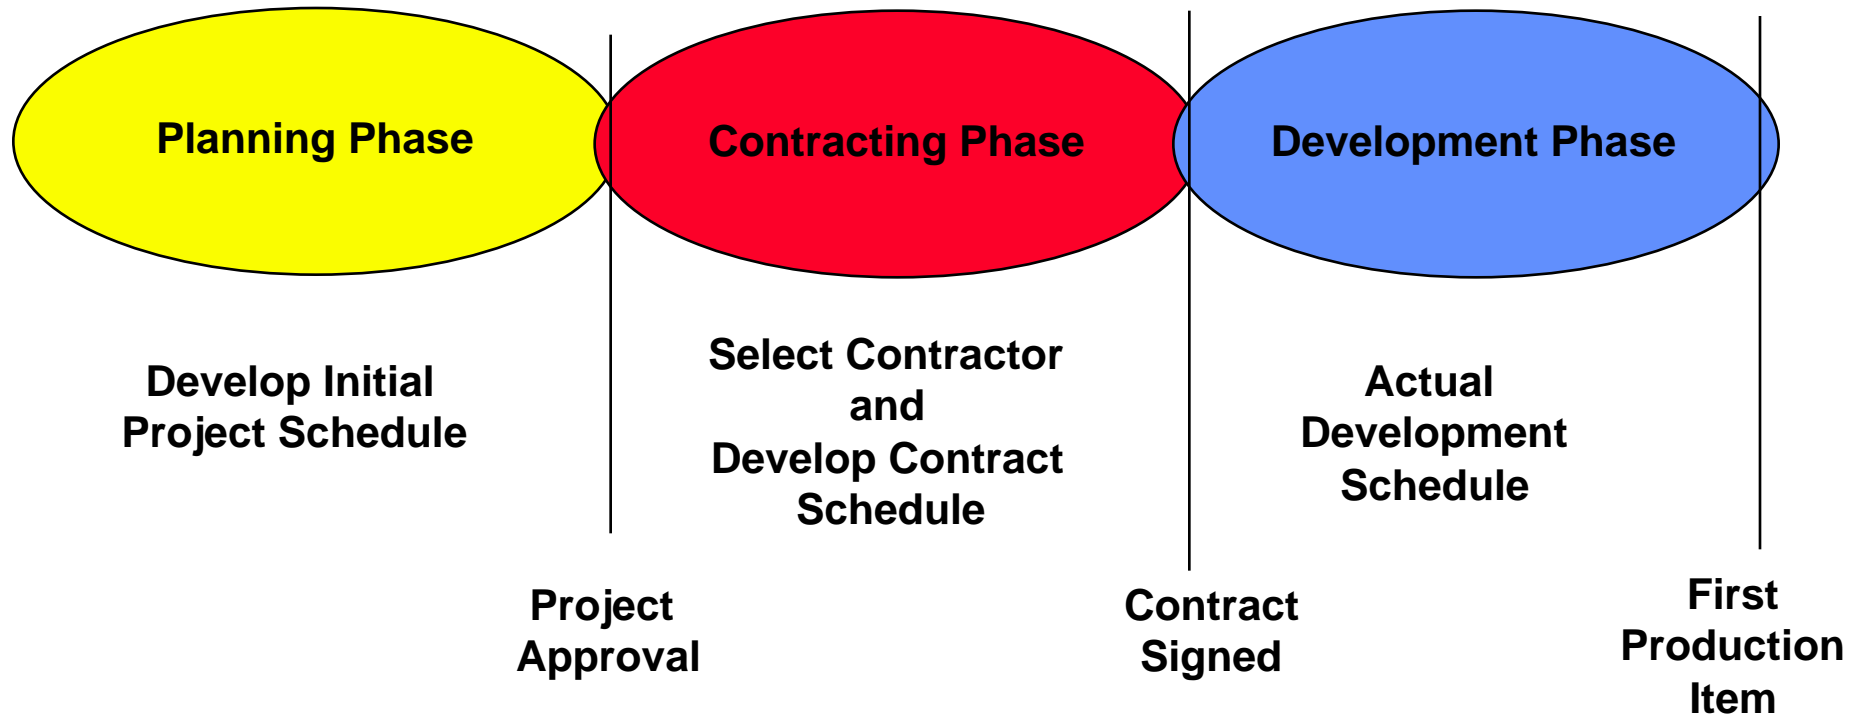 Planning Phase
Contracting Phase
Development Phase
Develop Initial
Project Schedule
Select Contractor
and
Develop Contract
Schedule
Actual
Development
Schedule
Project
Approval
Contract
Signed
First
Production
Item